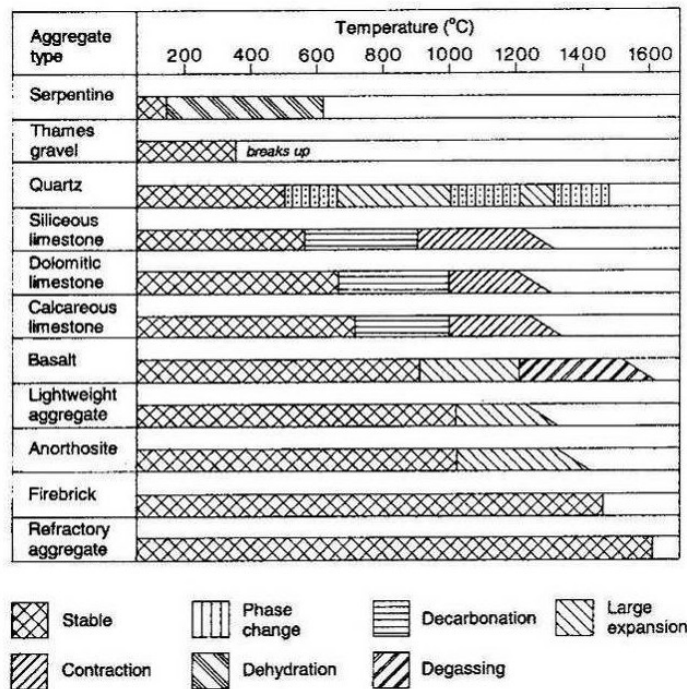 Aggregate type
Temperature (°C)
200 400 600 800 1000 1200 1400 1600
Serpentine
Thames gravel
breaks up
Quartz
Siliceous limestone
Dolomitic limestone
Calcareous limestone
Basalt
Lightweight aggregate
Anorthosite
Firebrick
Refractory aggregate
Stable
Phase change
Decarbonation
Large expansion
Contraction
Dehydration
Degassing